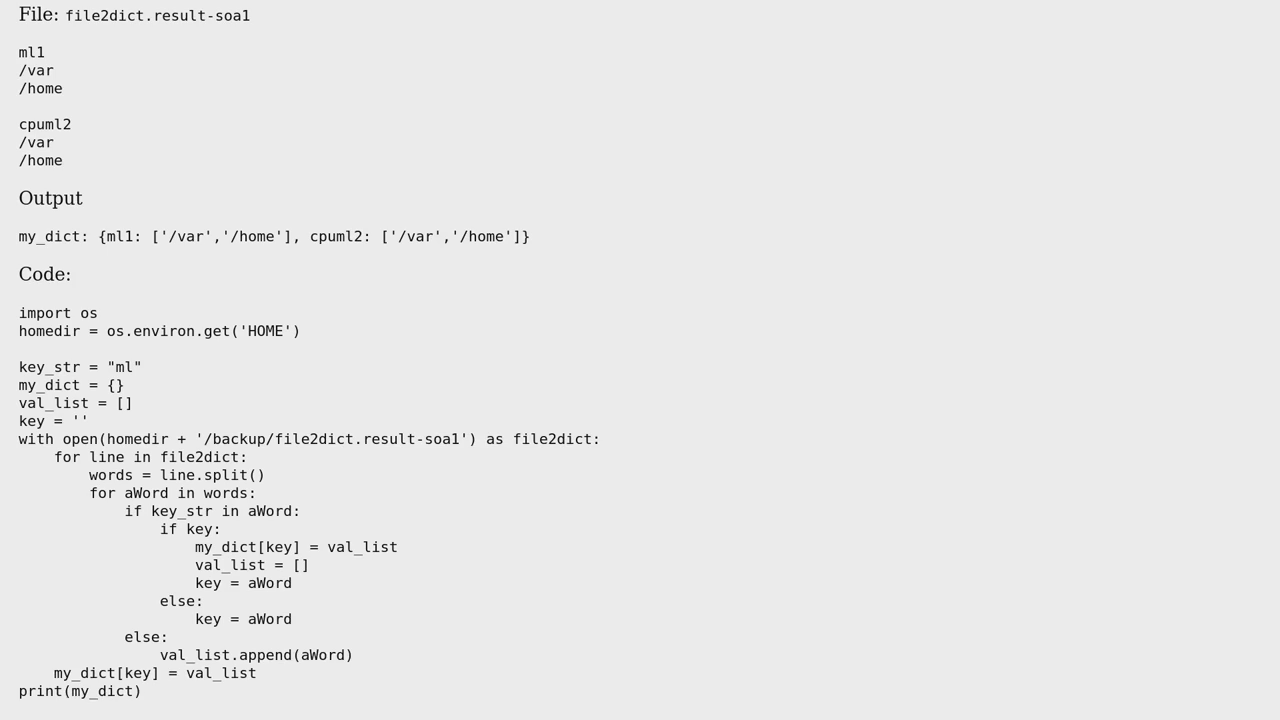 File: file2dict.result-soa1
ml1
/var
/home
cpuml2
/var
/home
Output
my_dict: {ml1: ['/var','/home'], cpuml2: ['/var','/home']}
Code:
import os
homedir = os.environ.get('HOME')
key_str = "ml"
my_dict = {}
val_list = []
key = ''
with open(homedir + '/backup/file2dict.result-soa1') as file2dict:
    for line in file2dict:
        words = line.split()
        for aWord in words:
            if key_str in aWord:
                if key:
                    my_dict[key] = val_list
                    val_list = []
                    key = aWord
                else:
                    key = aWord
            else:
                val_list.append(aWord)
    my_dict[key] = val_list
print(my_dict)